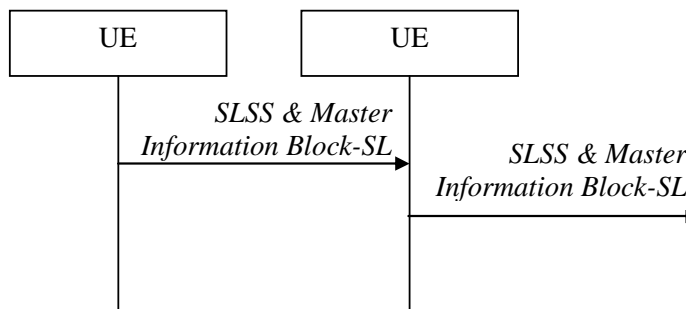 UE
UE
SLSS & Master
Information Block-SL
SLSS & Master
Information Block-SL